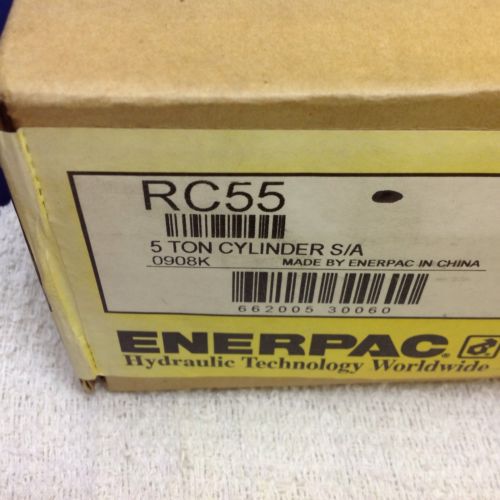 RC55
5 TON CYLINDER S/A
0908K MADE BY ENERPAC IN CHINA
662005 30060
ENERPAC®
Hydraulic Technology Worldwide